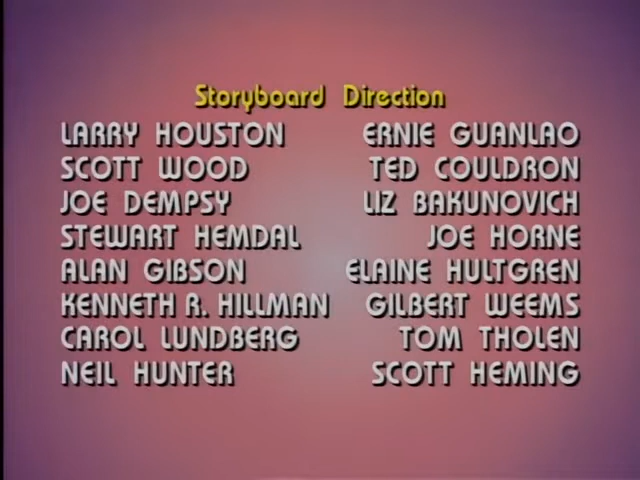 Storyboard Direction
LARRY HOUSTON ERNIE GUANLAO
SCOTT WOOD TED COULDRON
JOE DEMPSY LIZ BAKUNOVICH
STEWART HEMDAL JOE HORNE
ALAN GIBSON ELAINE HULTGREN
KENNETH R. HILLMAN GILBERT WEEMS
CAROL LUNDBERG TOM THOLEN
NEIL HUNTER SCOTT HEMING